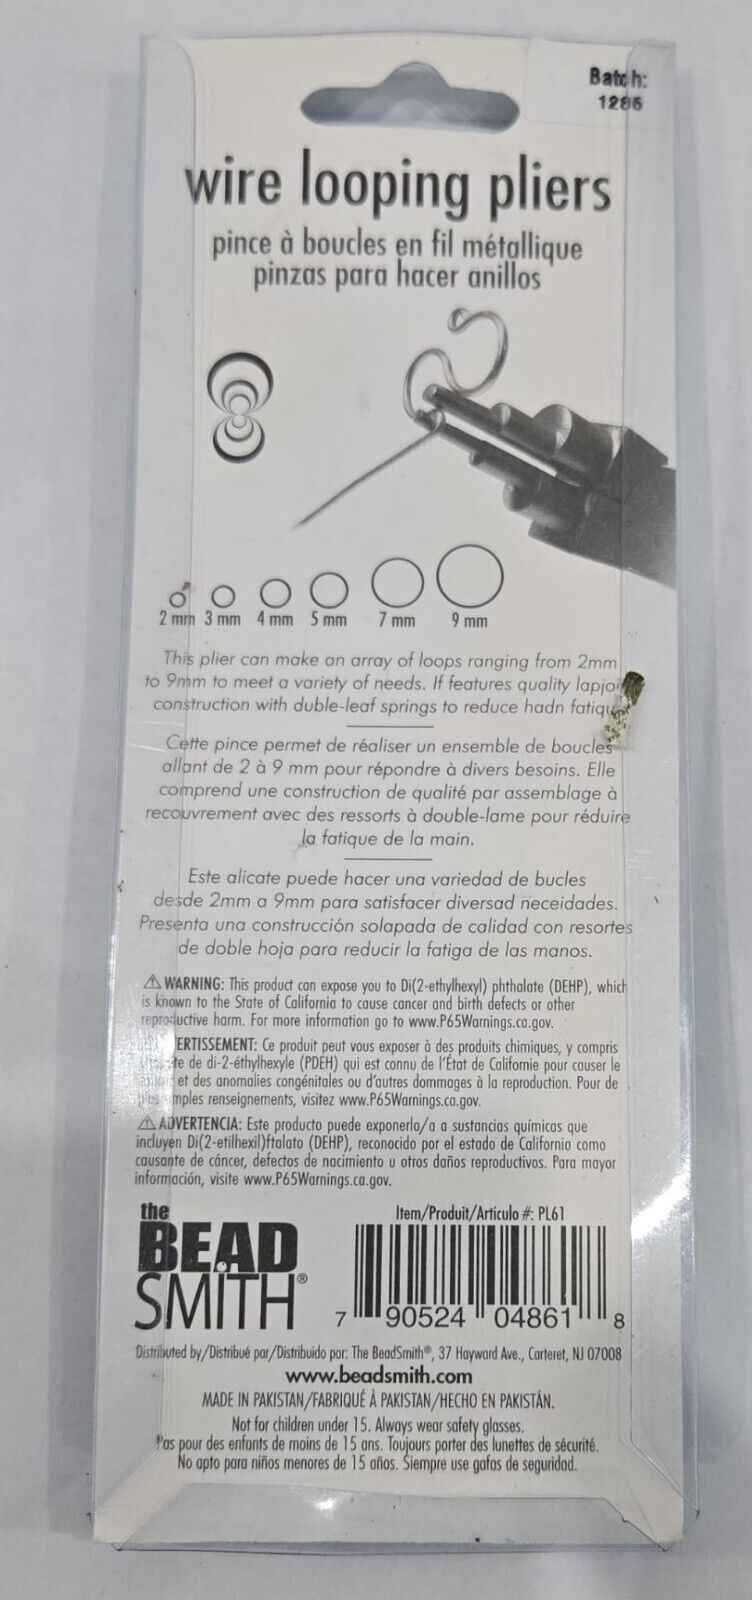 Batch:
1286
wire looping pliers
pince à boucles en fil métallique
pinzas para hacer anillos
2 mm 3 mm 4 mm 5 mm 7 mm 9 mm
This plier can make an array of loops ranging from 2mm
to 9mm to meet a variety of needs. If features quality
construction with duble-leaf springs to reduce hadn
Cette pince permet de réaliser un ensemble de boucles
allant de 2 à 9 mm pour répondre à divers besoins. Elle
comprend une construction de qualité par assemblage à
recouvrement avec des ressorts à double-lame pour réduire
la fatigue de la main.
Este alicate puede hacer una variedad de bucles
desde 2mm a 9mm para satisfacer diversad neceidades.
Presenta una construcción solapada de calidad con resortes
de doble hoja para reducir la fatiga de las manos.
⚠ WARNING: This product can expose you to Di(2-ethylhexyl) phthalate (DEHP), which
is known to the State of California to cause cancer and birth defects or other
reproductive harm. For more information go to www.P65Warnings.ca.gov.
Ce produit peut vous exposer à des produits chimiques, y compris
de di-2-éthylhexyle (PDEH) qui est connu de l'État de Californie pour causer le
et des anomalies congénitales ou d'autres dommages à la reproduction. Pour de
renseignements, visitez www.P65Warnings.ca.gov.
⚠ ADVERTENCIA: Este producto puede exponerlo/a a sustancias químicas que
incluyen Di(2-etilhexil)ftalato (DEHP), reconocido por el estado de California como
causante de cáncer, defectos de nacimiento u otros daños reproductivos. Para mayor
información, visite www.P65Warnings.ca.gov.
the
BEAD
SMITH®
Item/Produit/Articulo #: PL61
7 90524 04861 8
Distributed by/Distribué par/Distribuido por: The BeadSmith®, 37 Hayward Ave., Carteret, NJ 07008
www.beadsmith.com
MADE IN PAKISTAN/FABRIQUÉ À PAKISTAN/HECHO EN PAKISTÁN.
Not for children under 15. Always wear safety glasses.
Pas pour des enfants de moins de 15 ans. Toujours porter des lunettes de sécurité.
No apto para niños menores de 15 años. Siempre use gafas de seguridad.